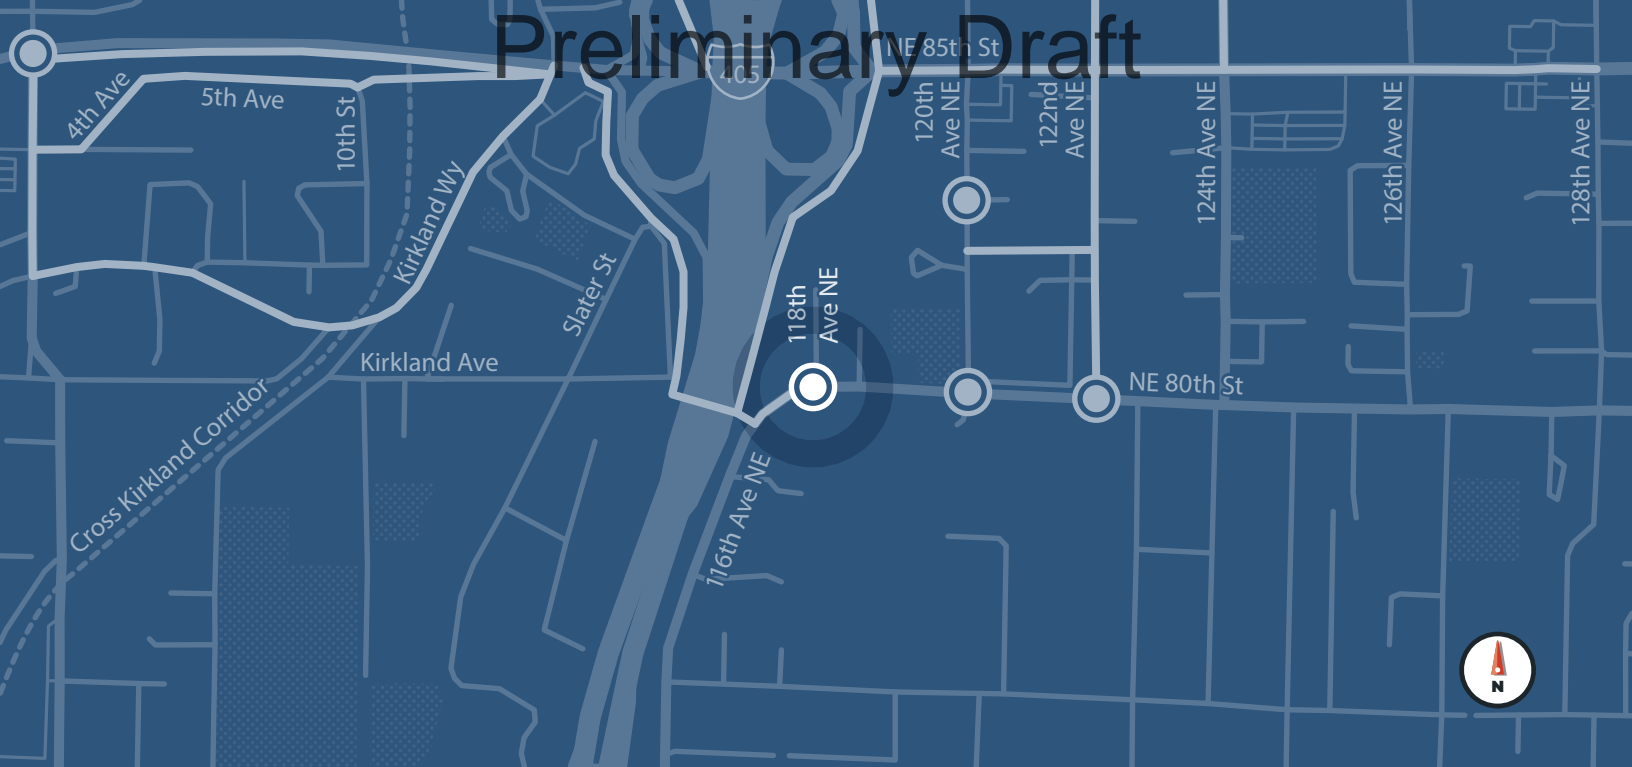 Preliminary Draft
NE 85th St
405
4th Ave
5th Ave
10th St
120th
Ave NE
122nd
Ave NE
124th Ave NE
126th Ave NE
128th Ave NE
Kirkland Wy
Slater St
118th
Ave NE
Kirkland Ave
NE 80th St
Cross Kirkland Corridor
116th Ave NE
N